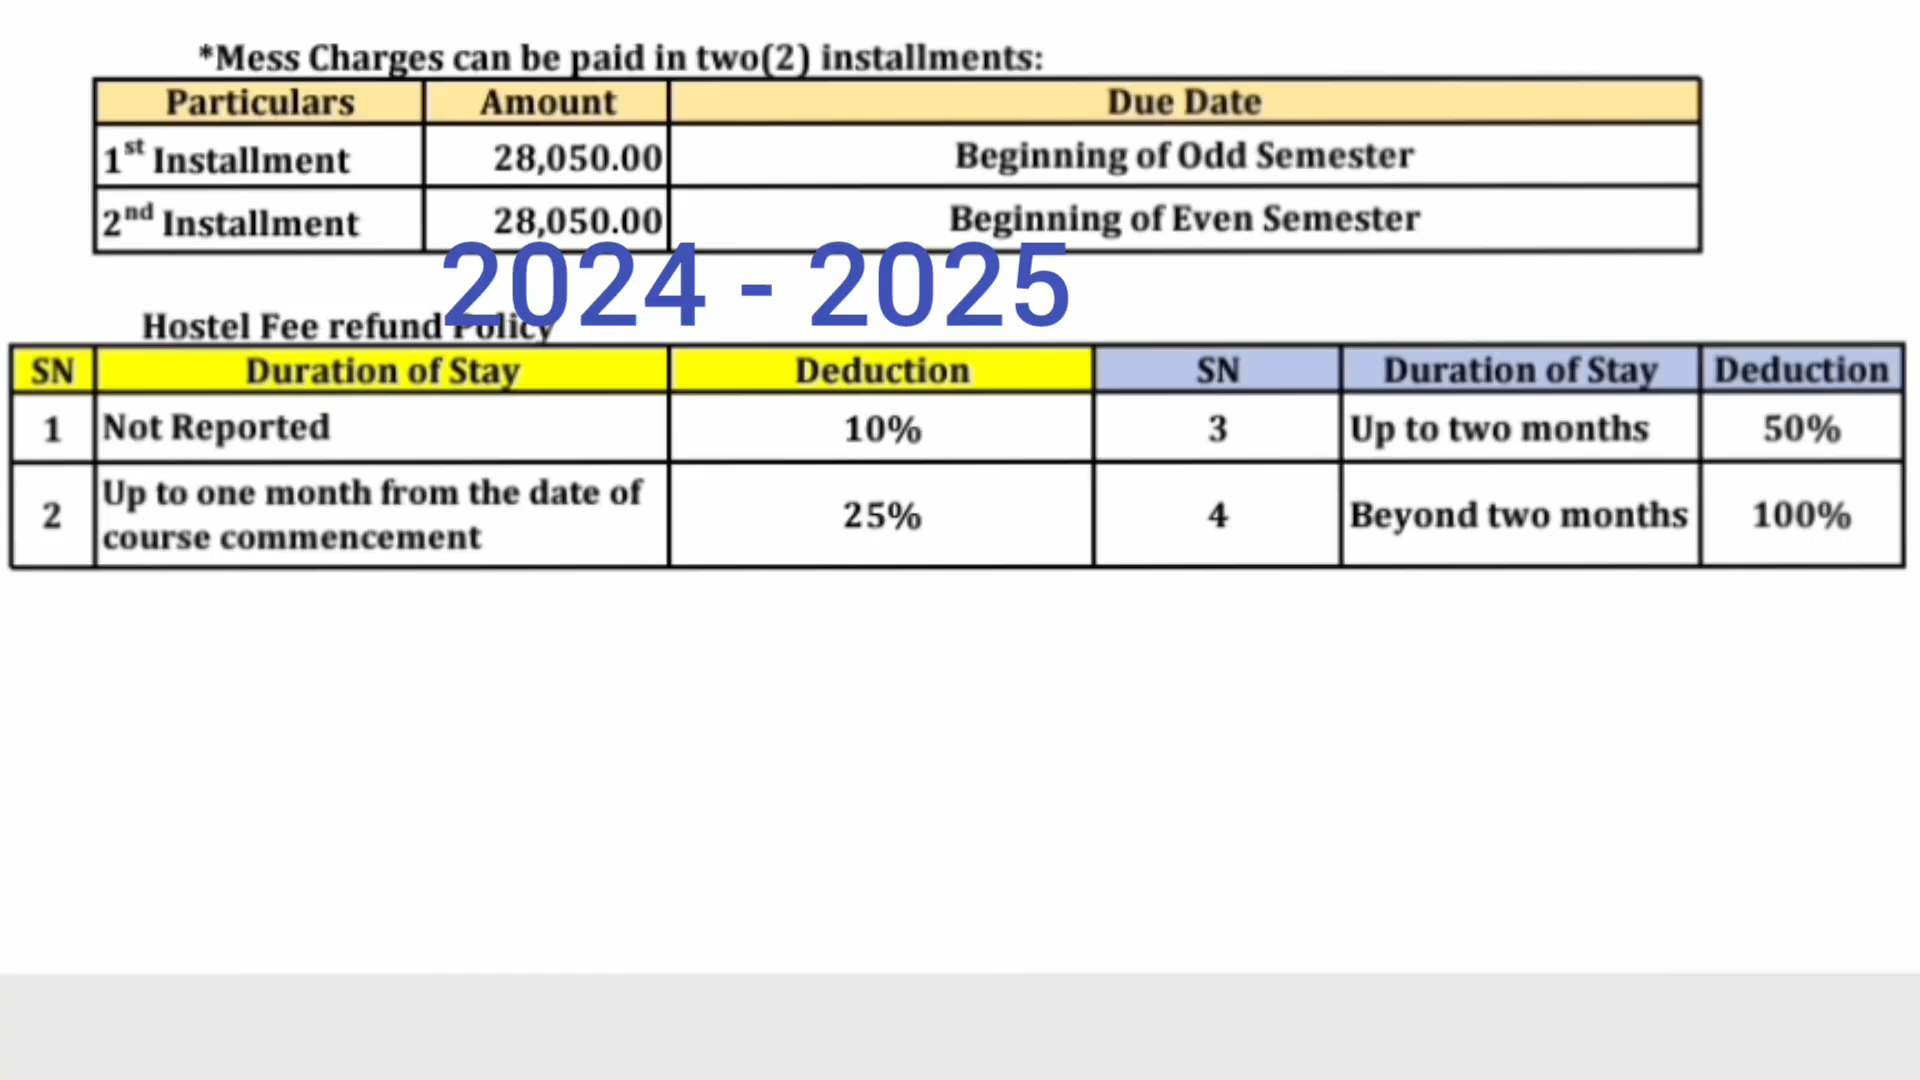 *Mess Charges can be paid in two(2) installments:
Particulars Amount Due Date
1st Installment 28,050.00 Beginning of Odd Semester
2nd Installment 28,050.00 Beginning of Even Semester
2024 - 2025
Hostel Fee refund Policy
SN Duration of Stay Deduction SN Duration of Stay Deduction
1 Not Reported 10% 3 Up to two months 50%
2 Up to one month from the date of course commencement 25% 4 Beyond two months 100%